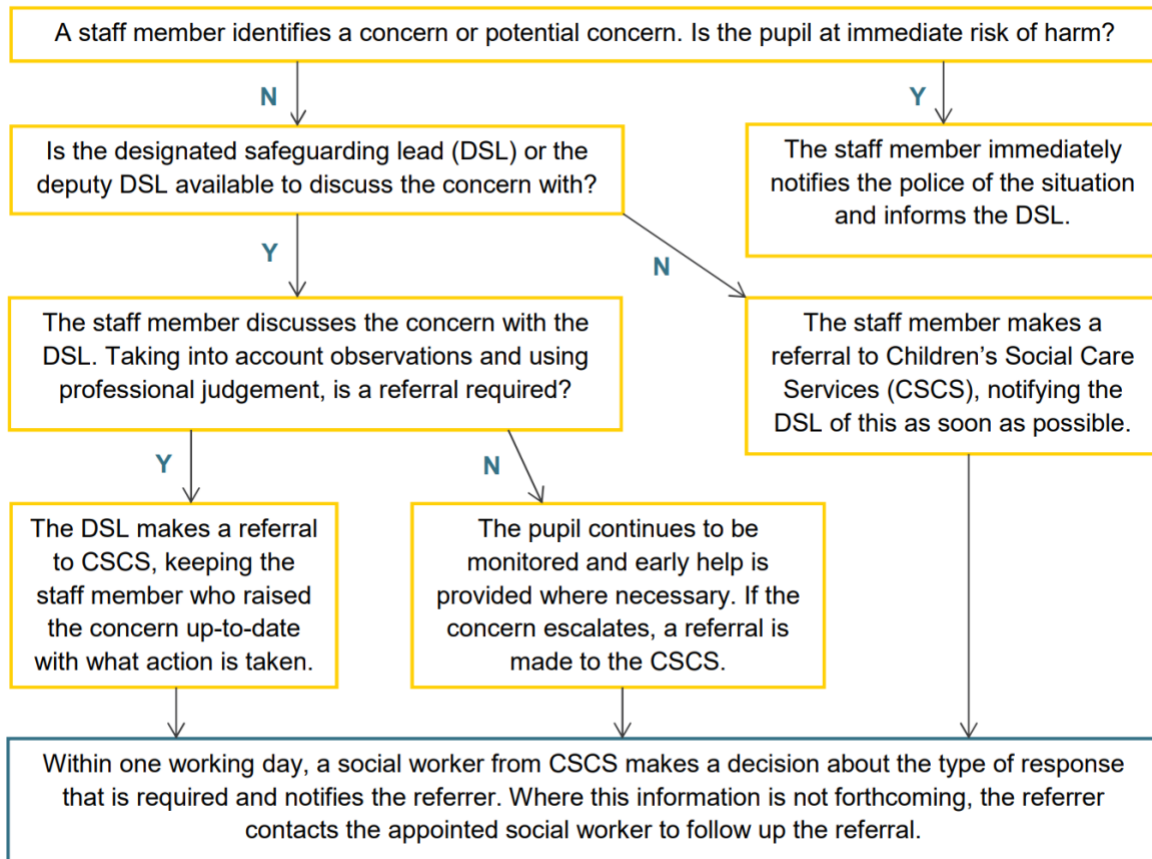 A staff member identifies a concern or potential concern. Is the pupil at immediate risk of harm?
N
Y
Is the designated safeguarding lead (DSL) or the
deputy DSL available to discuss the concern with?
The staff member immediately
notifies the police of the situation
and informs the DSL.
Y
N
The staff member discusses the concern with the
DSL. Taking into account observations and using
professional judgement, is a referral required?
The staff member makes a
referral to Children's Social Care
Services (CSCS), notifying the
DSL of this as soon as possible.
Y
N
The DSL makes a referral
to CSCS, keeping the
staff member who raised
the concern up-to-date
with what action is taken.
The pupil continues to be
monitored and early help is
provided where necessary. If the
concern escalates, a referral is
made to the CSCS.
Within one working day, a social worker from CSCS makes a decision about the type of response
that is required and notifies the referrer. Where this information is not forthcoming, the referrer
contacts the appointed social worker to follow up the referral.